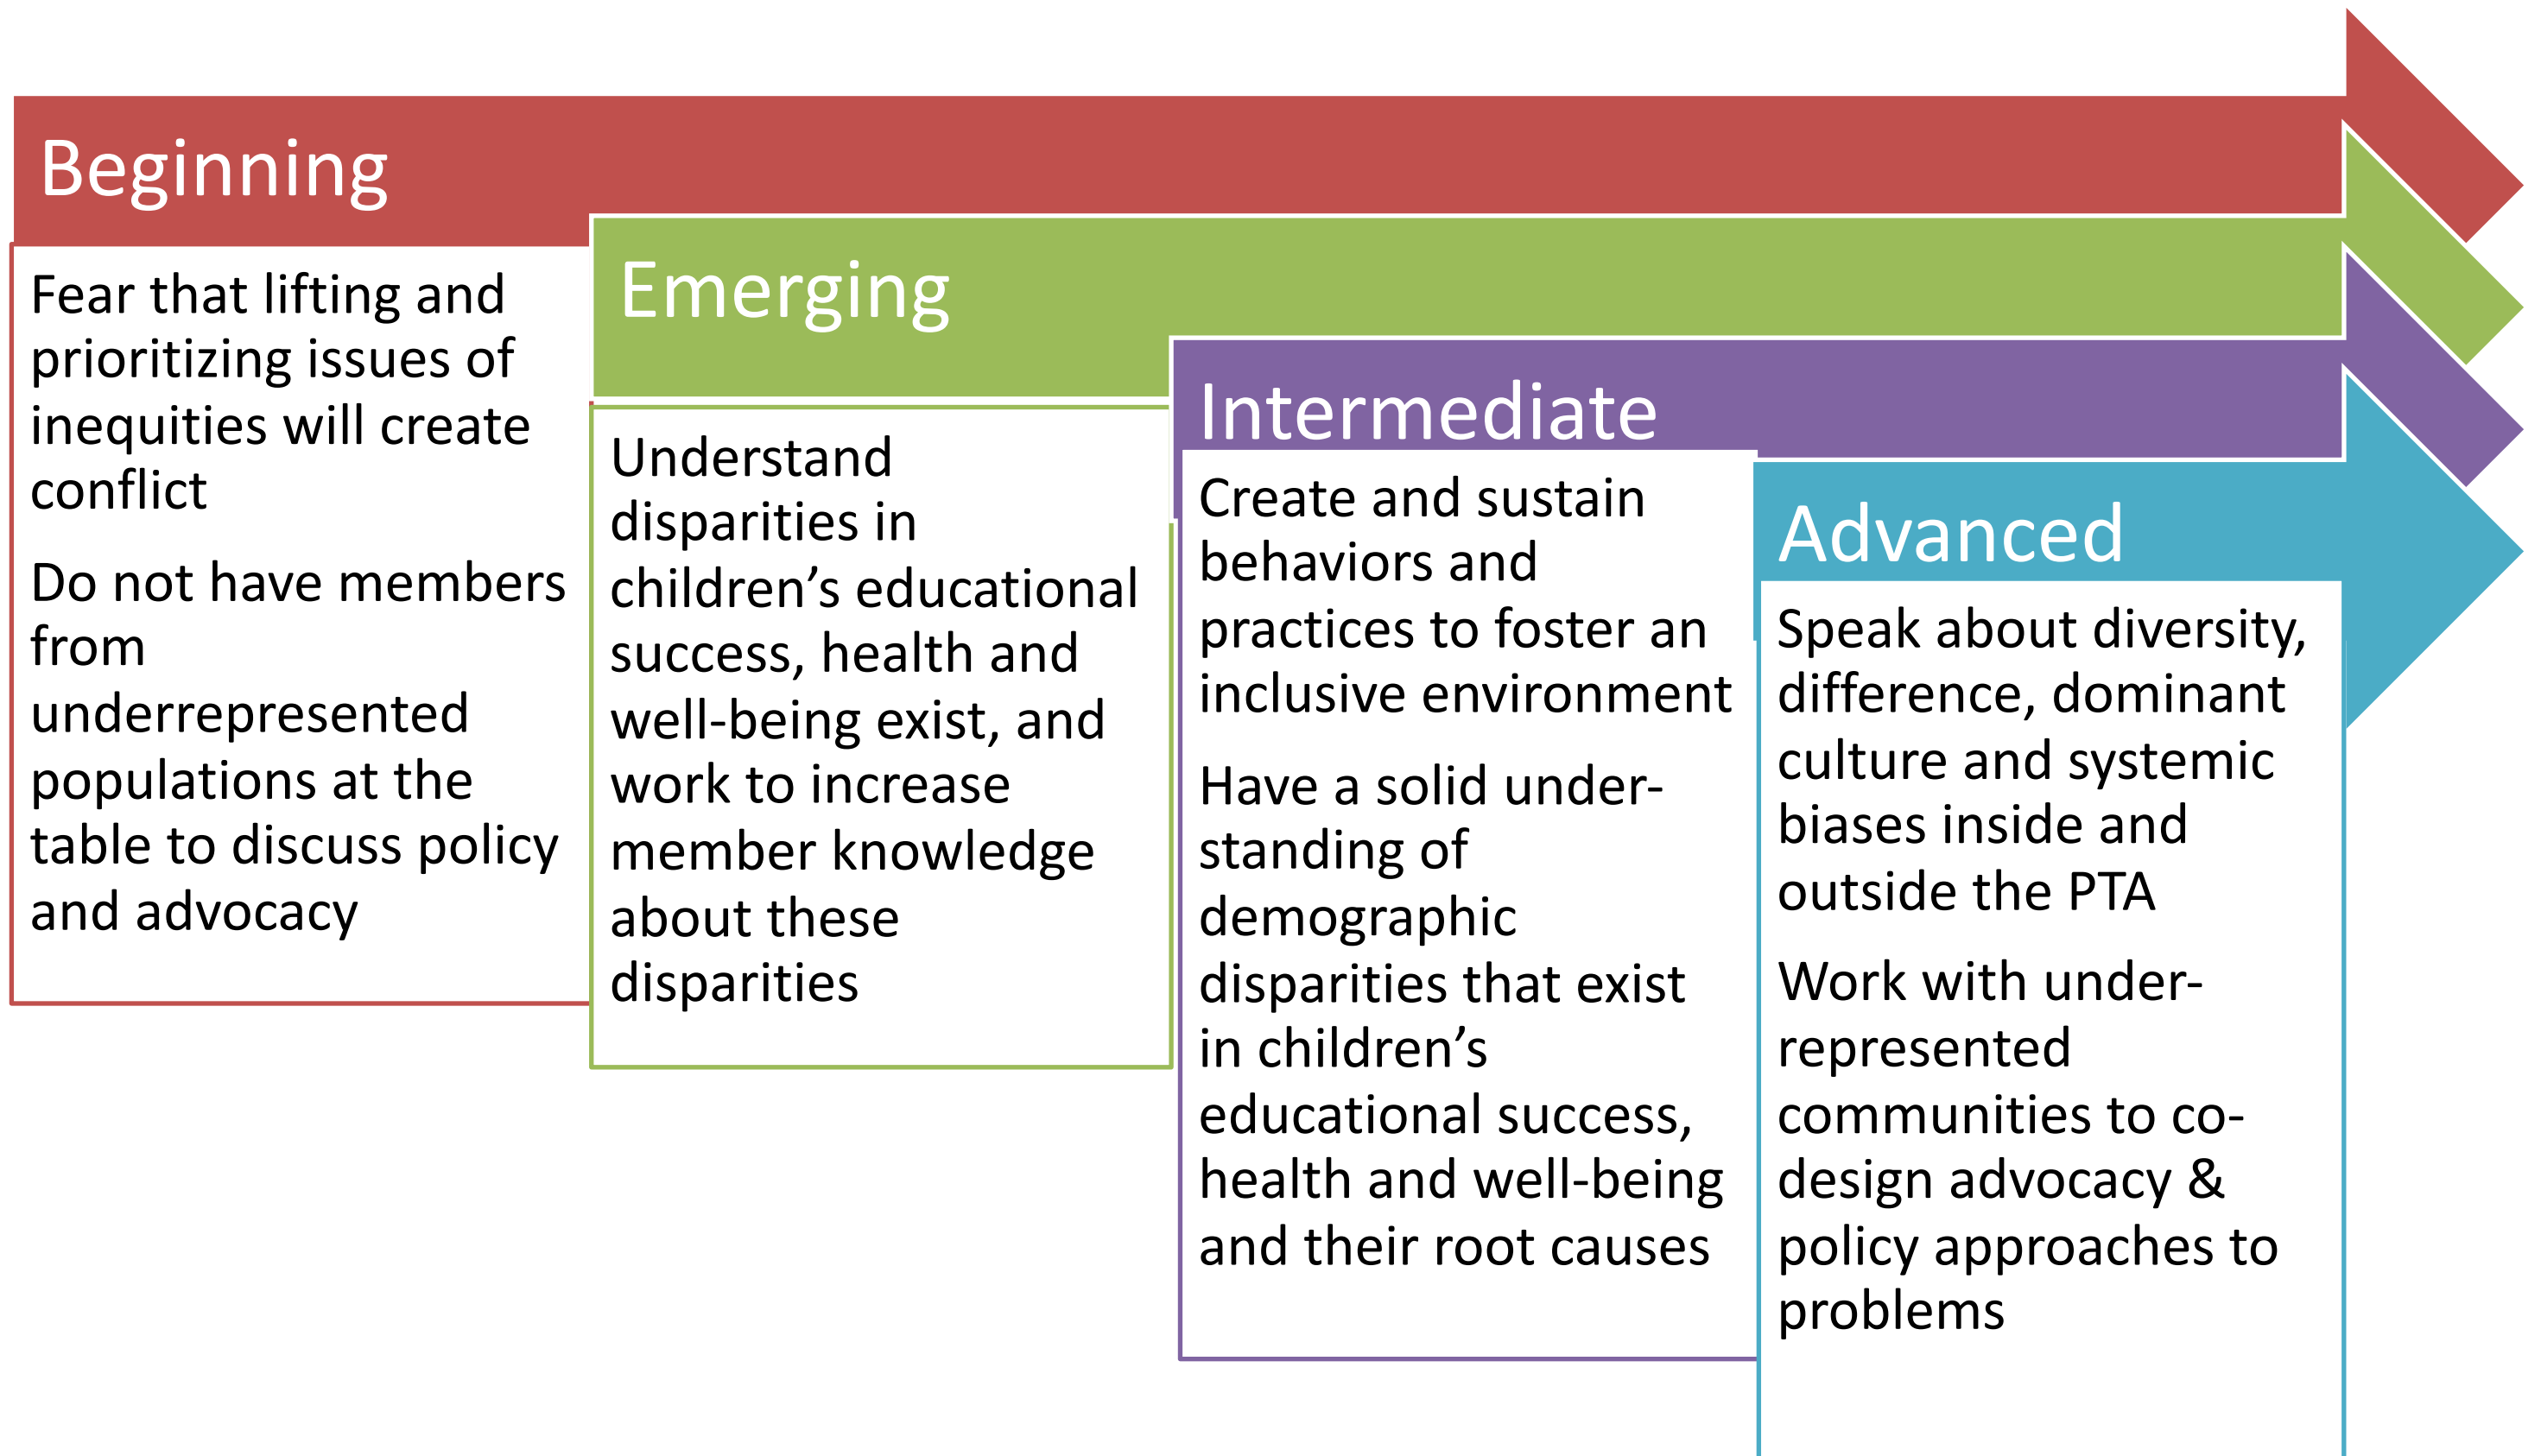 Beginning
Fear that lifting and
prioritizing issues of
inequities will create
conflict
Do not have members
from
underrepresented
populations at the
table to discuss policy
and advocacy
Emerging
Understand
disparities in
children’s educational
success, health and
well-being exist, and
work to increase
member knowledge
about these
disparities
Intermediate
Create and sustain
behaviors and
practices to foster an
inclusive environment
Have a solid under-
standing of
demographic
disparities that exist
in children’s
educational success,
health and well-being
and their root causes
Advanced
Speak about diversity,
difference, dominant
culture and systemic
biases inside and
outside the PTA
Work with under-
represented
communities to co-
design advocacy &
policy approaches to
problems